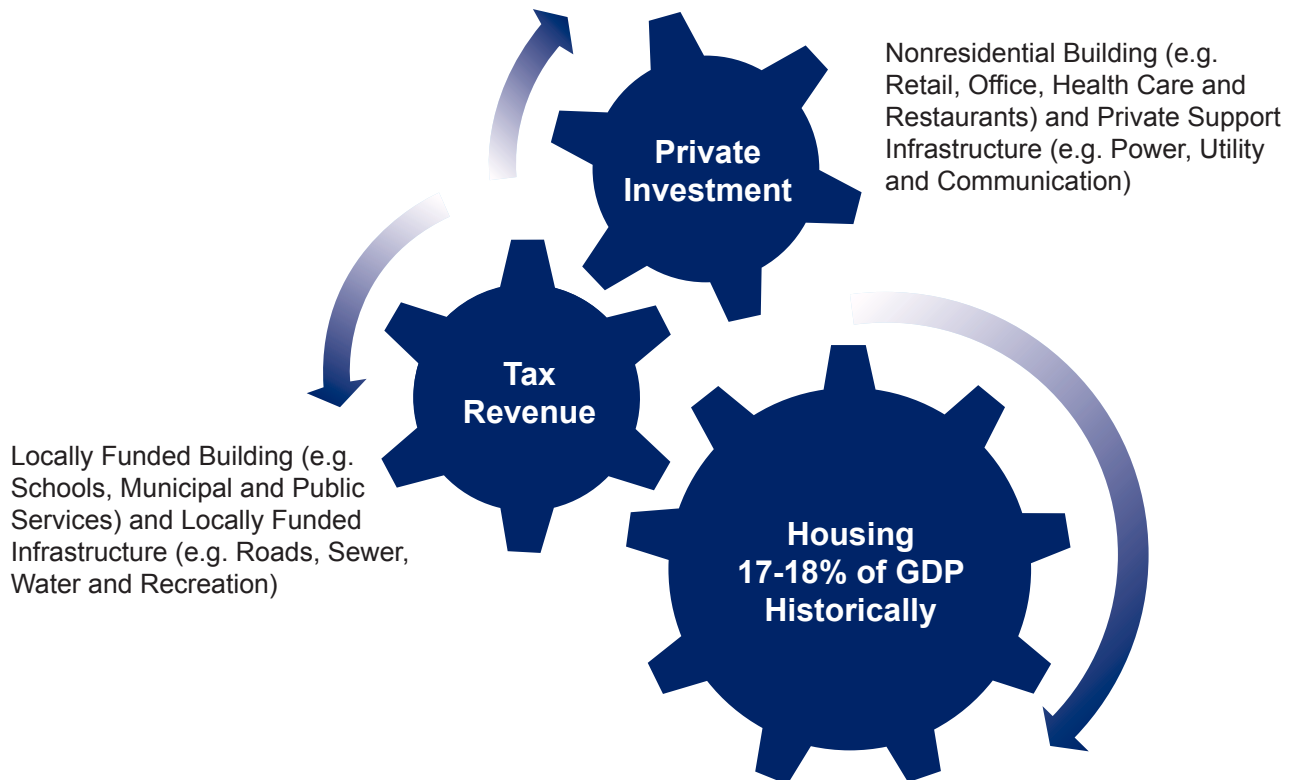 Nonresidential Building (e.g.
Retail, Office, Health Care and
Restaurants) and Private Support
Infrastructure (e.g. Power, Utility
and Communication)
Private
Investment
Tax
Revenue
Locally Funded Building (e.g.
Schools, Municipal and Public
Services) and Locally Funded
Infrastructure (e.g. Roads, Sewer,
Water and Recreation)
Housing
17-18% of GDP
Historically